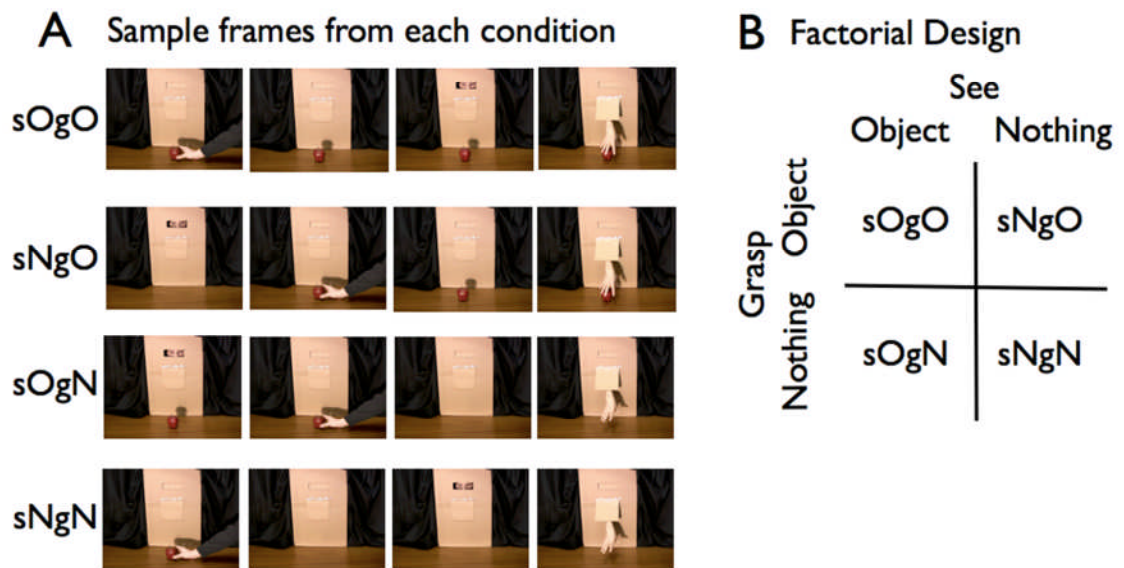 A Sample frames from each condition
sOgO
sNgO
sOgN
sNgN
B Factorial Design
See
Object Nothing
Grasp
Object
sOgO sNgO
Nothing
sOgN sNgN